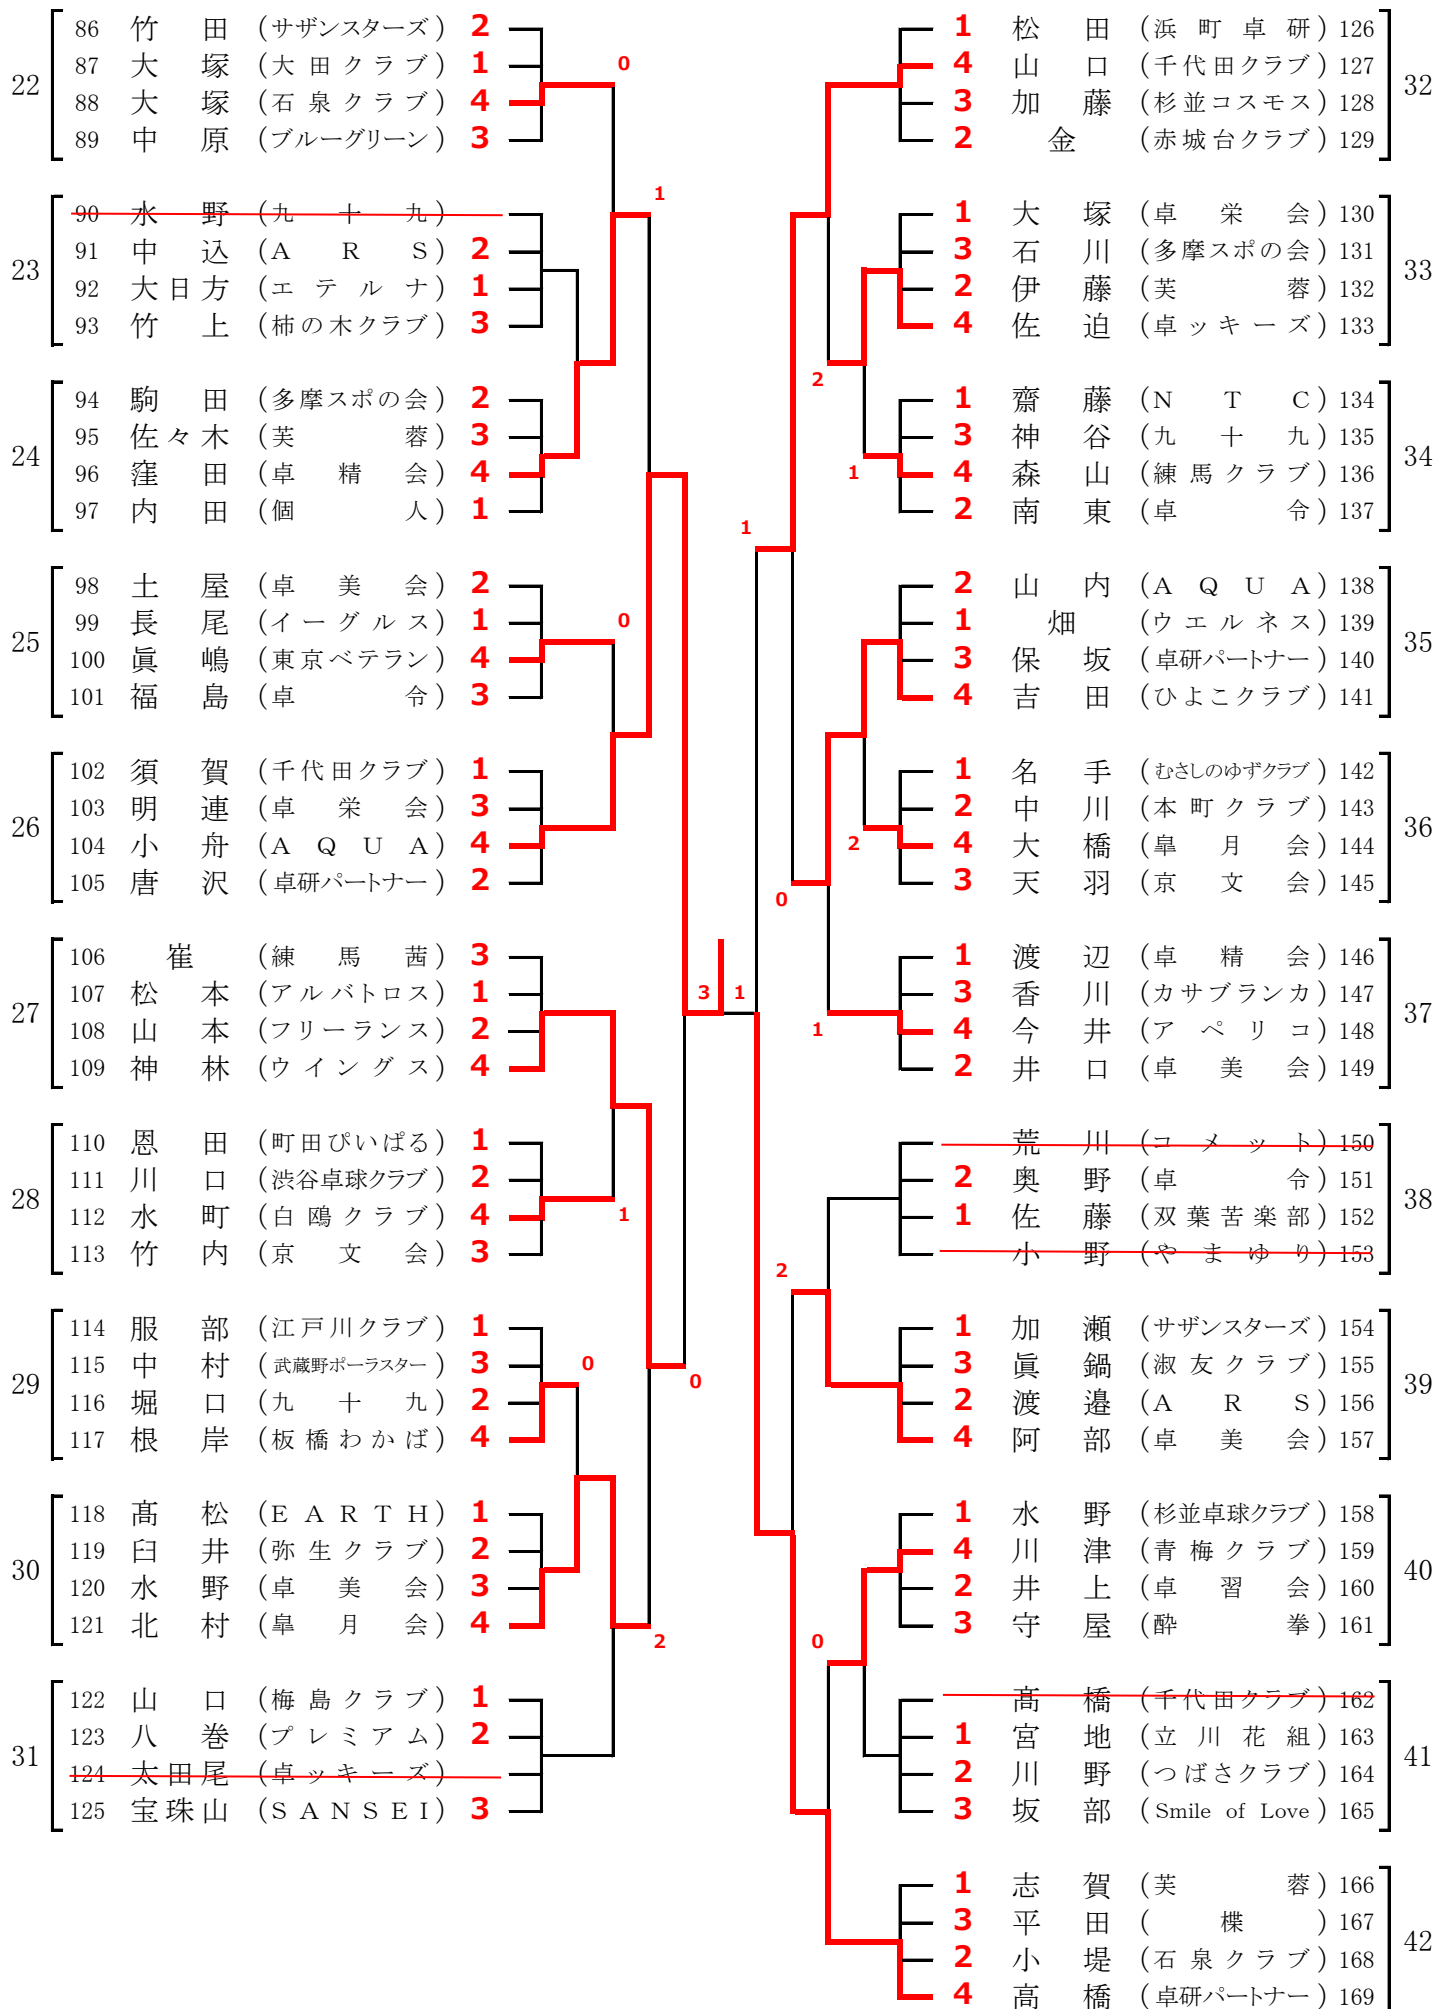 86 竹田 (サザンスターズ) 2
87 大塚 (大田クラブ) 1
22
88 大塚 (石泉クラブ) 4
89 中原 (ブルーグリーン) 3
0
1
90 水野 (九十九)
91 中込 (ARS) 2
23
92 大日方 (エテルナ) 1
93 竹上 (柿の木クラブ) 3
94 駒田 (多摩スポの会) 2
95 佐々木 (芙蓉) 3
24
96 窪田 (卓精会) 4
97 内田 (個人) 1
98 土屋 (卓美会) 2
99 長尾 (イーグルス) 1
25
100 眞嶋 (東京ベテラン) 4
101 福島 (卓令) 3
0
102 須賀 (千代田クラブ) 1
103 明連 (卓栄会) 3
26
104 小舟 (AQUA) 4
105 唐沢 (卓研パートナー) 2
106 崔 (練馬茜) 3
107 松本 (アルバトロス) 1
27
108 山本 (フリーランス) 2
109 神林 (ウイングス) 4
3 1
110 恩田 (町田ぴいぱる) 1
111 川口 (渋谷卓球クラブ) 2
28
112 水町 (白鴎クラブ) 4
113 竹内 (京文会) 3
1
114 服部 (江戸川クラブ) 1
115 中村 (武蔵野ポーラスター) 3
29
116 堀口 (九十九) 2
117 根岸 (板橋わかば) 4
0
0
118 髙松 (EARTH) 1
119 臼井 (弥生クラブ) 2
30
120 水野 (卓美会) 3
121 北村 (皐月会) 4
2
122 山口 (梅島クラブ) 1
123 八巻 (プレミアム) 2
31
124 太田尾 (卓ッキーズ)
125 宝珠山 (SANSEI) 3
1 松田 (浜町卓研) 126
4 山口 (千代田クラブ) 127
32
3 加藤 (杉並コスモス) 128
2 金 (赤城台クラブ) 129
1 大塚 (卓栄会) 130
3 石川 (多摩スポの会) 131
33
2 伊藤 (芙蓉) 132
4 佐迫 (卓ッキーズ) 133
2
1 齋藤 (NTC) 134
3 神谷 (九十九) 135
34
4 森山 (練馬クラブ) 136
2 南東 (卓令) 137
1
1
2 山内 (AQUA) 138
1 畑 (ウエルネス) 139
35
3 保坂 (卓研パートナー) 140
4 吉田 (ひよこクラブ) 141
1 名手 (むさしのゆずクラブ) 142
2 中川 (本町クラブ) 143
36
4 大橋 (皐月会) 144
3 天羽 (京文会) 145
2
0
1 渡辺 (卓精会) 146
3 香川 (カサブランカ) 147
37
4 今井 (アペリコ) 148
2 井口 (卓美会) 149
1
荒川 (コメット) 150
2 奥野 (卓令) 151
38
1 佐藤 (双葉苦楽部) 152
小野 (やまゆり) 153
2
1 加瀬 (サザンスターズ) 154
3 眞鍋 (淑友クラブ) 155
39
2 渡邉 (ARS) 156
4 阿部 (卓美会) 157
1 水野 (杉並卓球クラブ) 158
4 川津 (青梅クラブ) 159
40
2 井上 (卓習会) 160
3 守屋 (酔拳) 161
0
高橋 (千代田クラブ) 162
1 宮地 (立川花組) 163
41
2 川野 (つばさクラブ) 164
3 坂部 (Smile of Love) 165
1 志賀 (芙蓉) 166
3 平田 (楪) 167
42
2 小堤 (石泉クラブ) 168
4 高橋 (卓研パートナー) 169